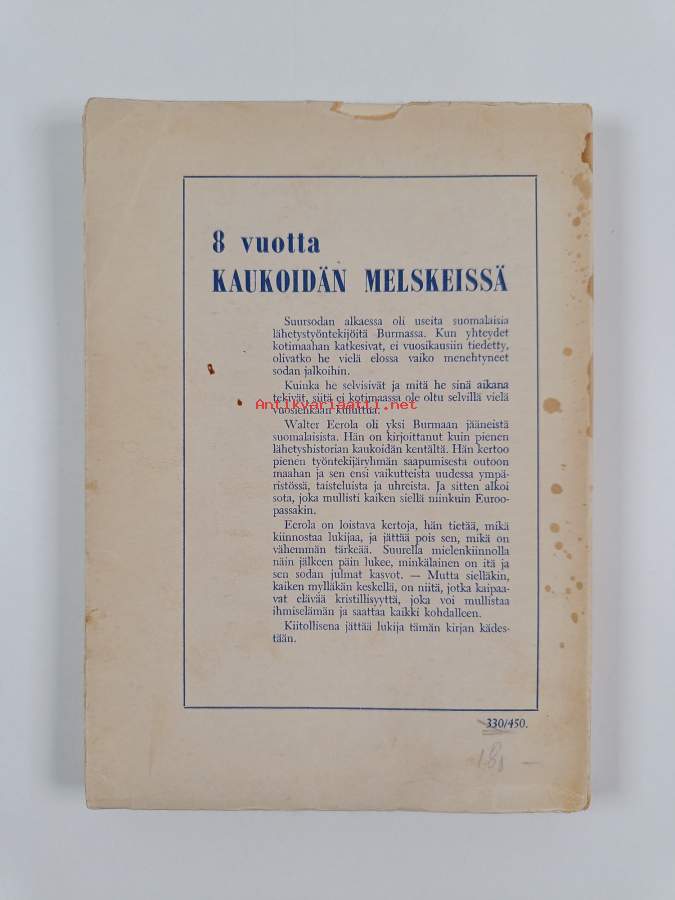 8 vuotta
KAUKOIDÄN MELSKEISSÄ
Suursodan alkaessa oli useita suomalaisia
lähetystyöntekijöitä Burmassa. Kun yhteydet
kotimaahan katkesivat, ei vuosikausiin tiedetty,
olivatko he vielä elossa vaiko menehtyneet
sodan jalkoihin.
Kuinka he selvisivät ja mitä he sinä aikana
tekivät, siitä ei kotimaassa ole oltu selvillä vielä
Antikvariaatti.net
vuosienkaan kuluttua.
Walter Eerola oli yksi Burmaan jääneistä
suomalaisista. Hän on kirjoittanut kuin pienen
lähetyshistorian kaukoidän kentältä. Hän kertoo
pienen työntekijäryhmän saapumisesta outoon
maahan ja sen ensi vaikutteista uudessa ympä-
ristössä, taisteluista ja uhreista. Ja sitten alkoi
sota, joka mullisti kaiken siellä niinkuin Euroo-
passakin.
Eerola on loistava kertoja, hän tietää, mikä
kiinnostaa lukijaa, ja jättää pois sen, mikä on
vähemmän tärkeää. Suurella mielenkiinnolla
näin jälkeen päin lukee, minkälainen on itä ja
sen sodan julmat kasvot. — Mutta sielläkin,
kaiken mylläkän keskellä, on niitä, jotka kaipaa-
vat elävää kristillisyyttä, joka voi mullistaa
ihmiselämän ja saattaa kaikki kohdalleen.
Kiitollisena jättää lukija tämän kirjan kädes-
tään.
330/450.
18, —